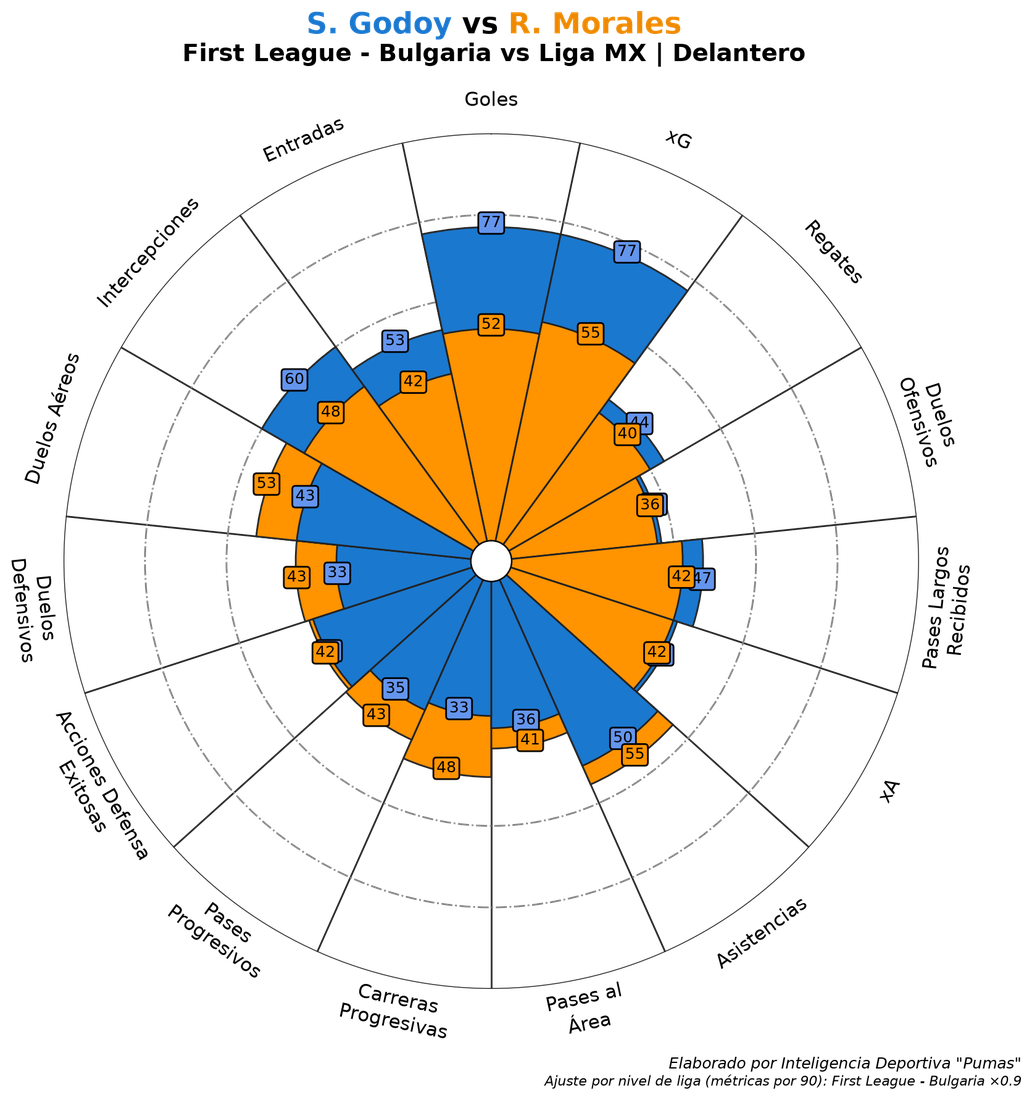 S. Godoy vs R. Morales
First League - Bulgaria vs Liga MX | Delantero
Goles
xG
Entradas
Regates
Intercepciones
Duelos
Ofensivos
Duelos Aéreos
Pases Largos
Recibidos
Duelos
Defensivos
xA
Acciones Defensa
Exitosas
Asistencias
Pases
Progresivos
Pases al
Área
Carreras
Progresivas
77
77
52
55
53
42
60
48
44
40
53
43
36
43
33
42
47
42
42
35
43
33
48
36
41
50
55
Elaborado por Inteligencia Deportiva "Pumas"
Ajuste por nivel de liga (métricas por 90): First League - Bulgaria ×0.9